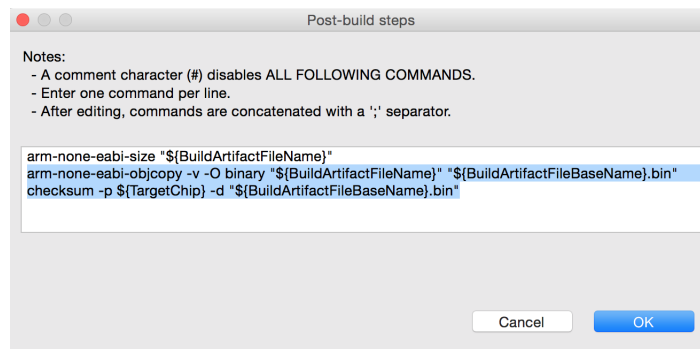 Post-build steps
Notes:
- A comment character (#) disables ALL FOLLOWING COMMANDS.
- Enter one command per line.
- After editing, commands are concatenated with a ';' separator.
arm-none-eabi-size "${BuildArtifactFileName}"
arm-none-eabi-objcopy -v -O binary "${BuildArtifactFileName}" "${BuildArtifactFileBaseName}.bin"
checksum -p ${TargetChip} -d "${BuildArtifactFileBaseName}.bin"
Cancel
OK